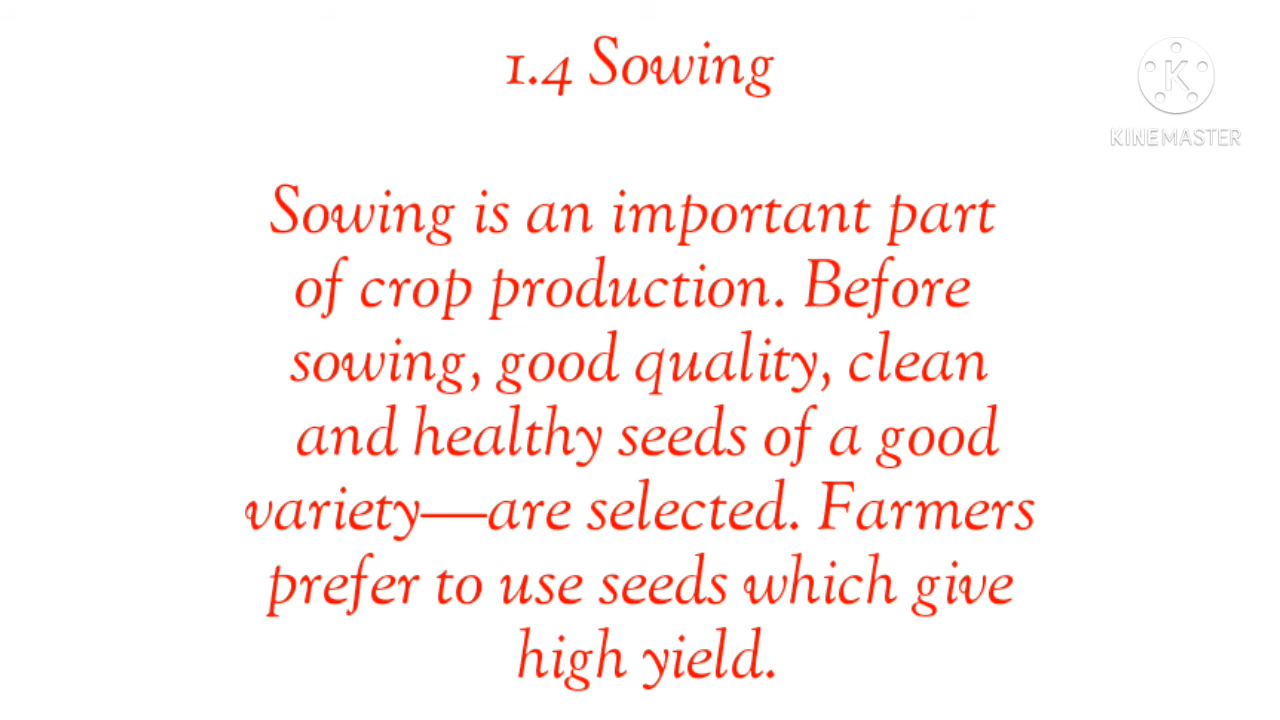 1.4 Sowing
KINEMASTER
Sowing is an important part
of crop production. Before
sowing, good quality, clean
and healthy seeds of a good
variety—are selected. Farmers
prefer to use seeds which give
high yield.